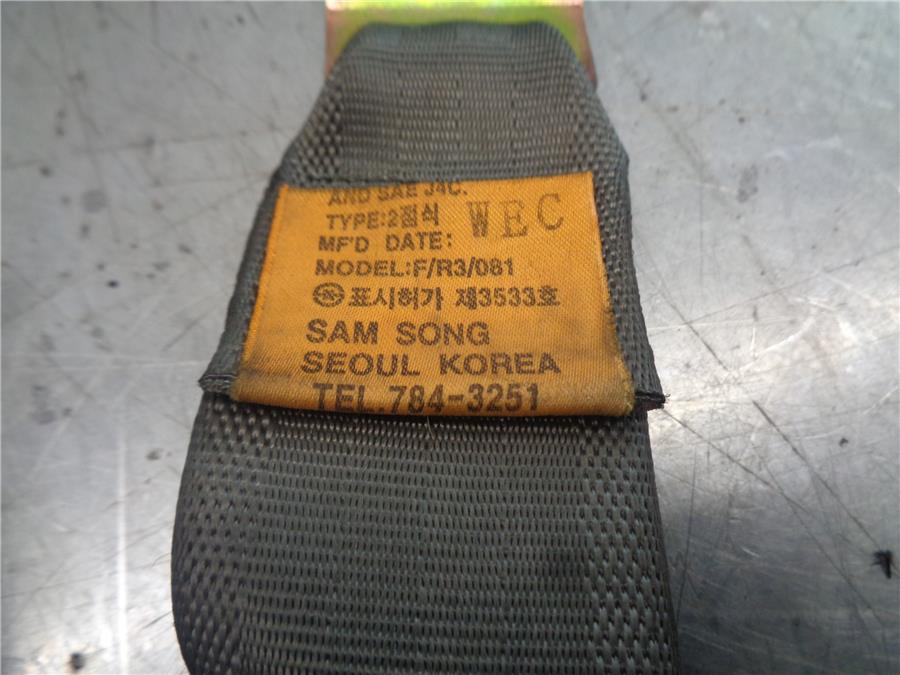 AND SAE J4C.
TYPE:2점식 WEC
MF'D DATE:
MODEL:F/R3/081
표시허가 제3533호
SAM SONG
SEOUL KOREA
TEL.784-3251